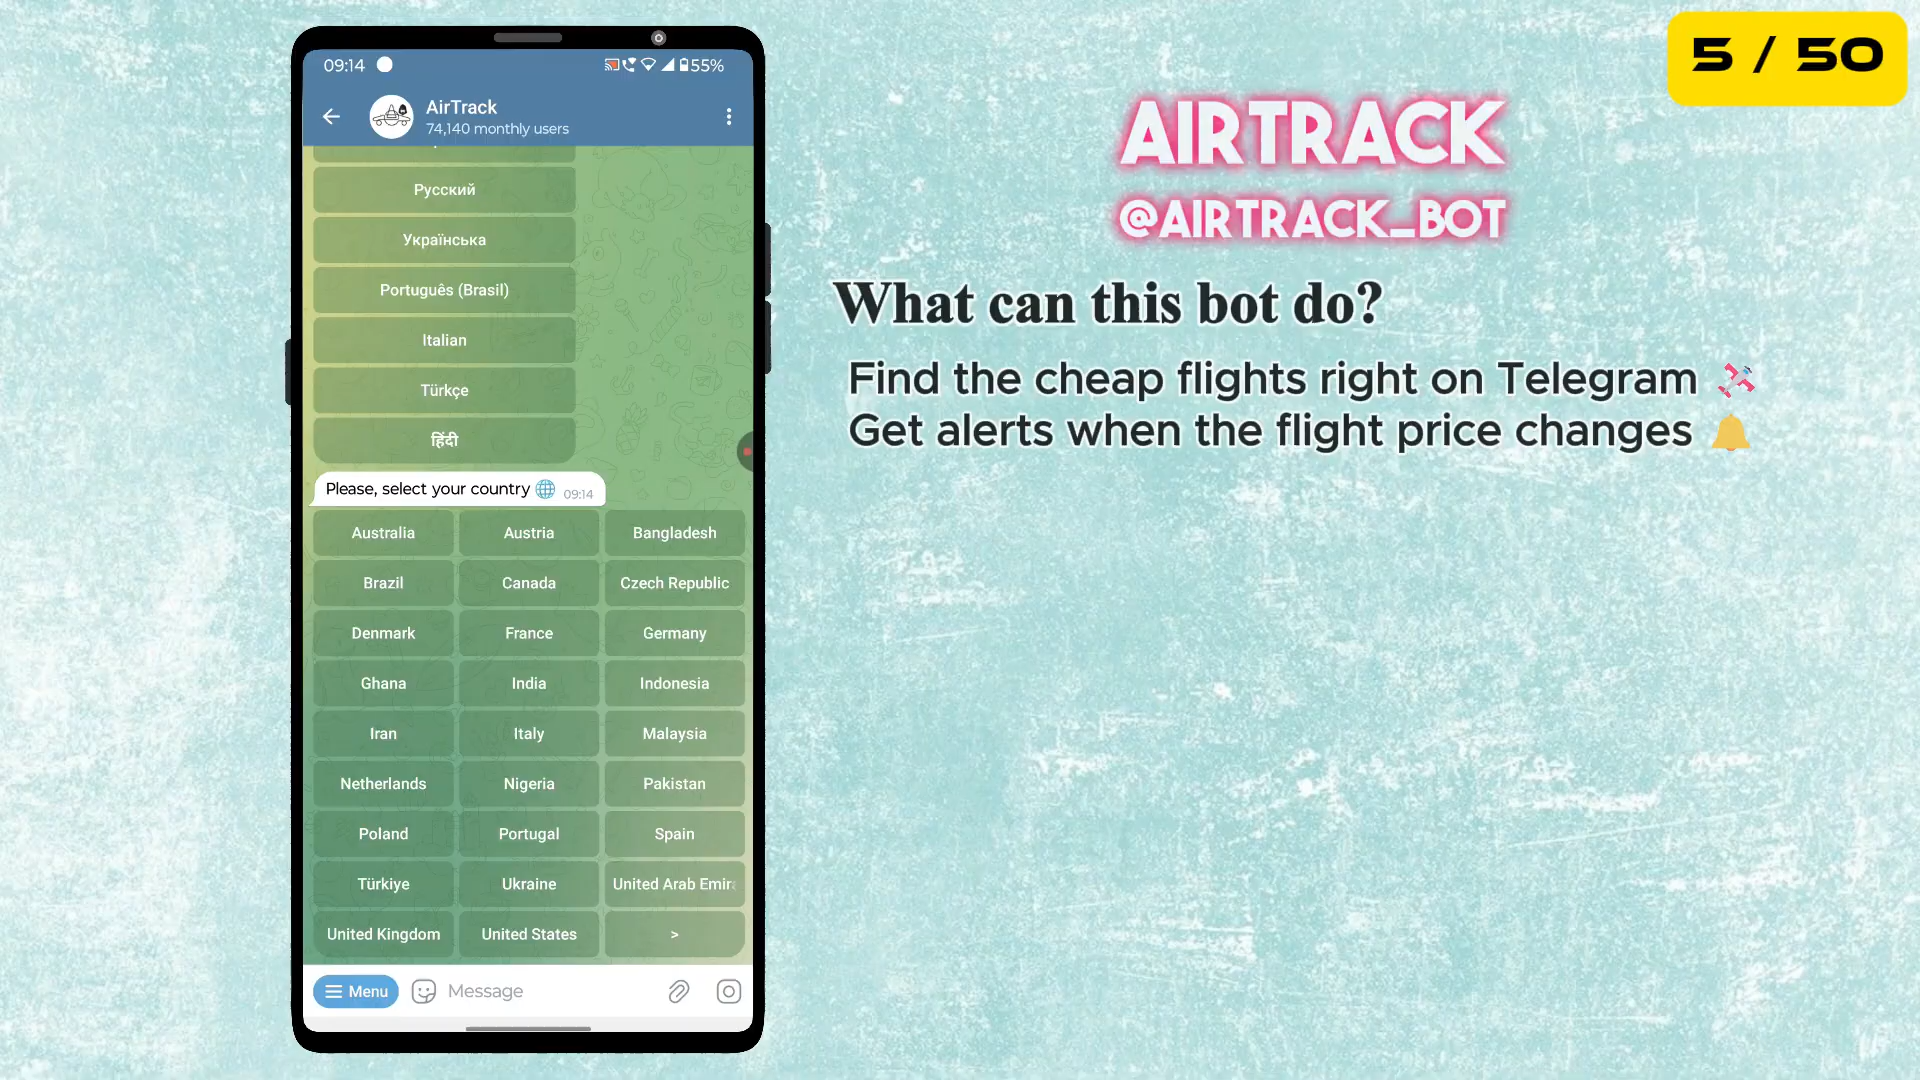 5 / 50
09:14
55%
AirTrack
74,140 monthly users
Русский
Українська
Português (Brasil)
Italian
Türkçe
हिंदी
Please, select your country 🌐 09:14
Australia Austria Bangladesh
Brazil Canada Czech Republic
Denmark France Germany
Ghana India Indonesia
Iran Italy Malaysia
Netherlands Nigeria Pakistan
Poland Portugal Spain
Türkiye Ukraine United Arab Emir
United Kingdom United States >
Menu Message
AIRTRACK
@AIRTRACK_BOT
What can this bot do?
Find the cheap flights right on Telegram 🛩
Get alerts when the flight price changes 🔔